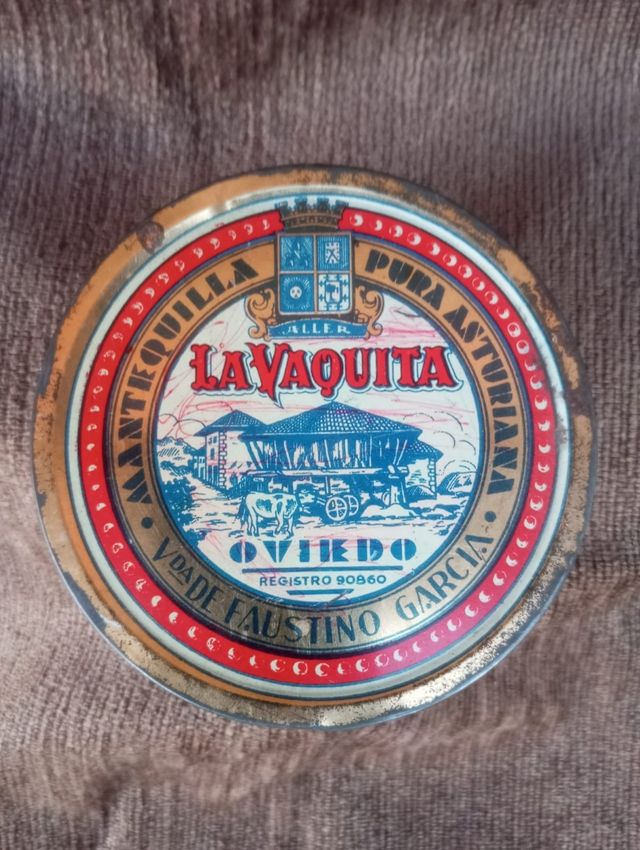 MANTEQUILLA PURA ASTURIANA
ALLER
LA VAQUITA
OVIEDO
REGISTRO 90860
VDA DE FAUSTINO GARCIA